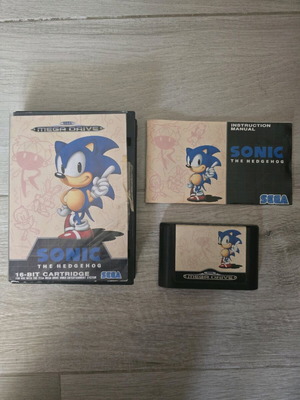 MEGA DRIVE
SONIC
THE HEDGEHOG
16-BIT CARTRIDGE
SEGA
INSTRUCTION
MANUAL
SONIC
THE HEDGEHOG
SEGA
MEGA DRIVE